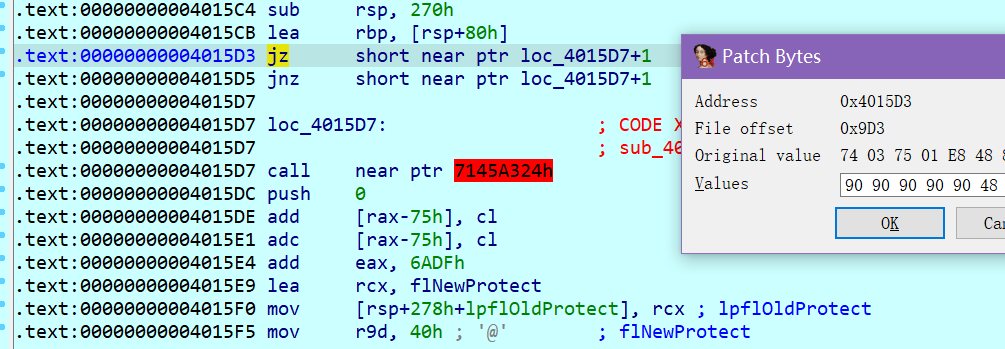 .text:00000000004015C4 sub rsp, 270h
.text:00000000004015CB lea rbp, [rsp+80h]
.text:00000000004015D3 jz short near ptr loc_4015D7+1
.text:00000000004015D5 jnz short near ptr loc_4015D7+1
.text:00000000004015D7
.text:00000000004015D7 loc_4015D7: ; CODE X
.text:00000000004015D7 ; sub_40
.text:00000000004015D7 call near ptr 7145A324h
.text:00000000004015DC push 0
.text:00000000004015DE add [rax-75h], cl
.text:00000000004015E1 adc [rax-75h], cl
.text:00000000004015E4 add eax, 6ADFh
.text:00000000004015E9 lea rcx, flNewProtect
.text:00000000004015F0 mov [rsp+278h+lpflOldProtect], rcx ; lpflOldProtect
.text:00000000004015F5 mov r9d, 40h ; '@' ; flNewProtect
Patch Bytes
Address 0x4015D3
File offset 0x9D3
Original value 74 03 75 01 E8 48 8
Values 90 90 90 90 90 48
OK Can